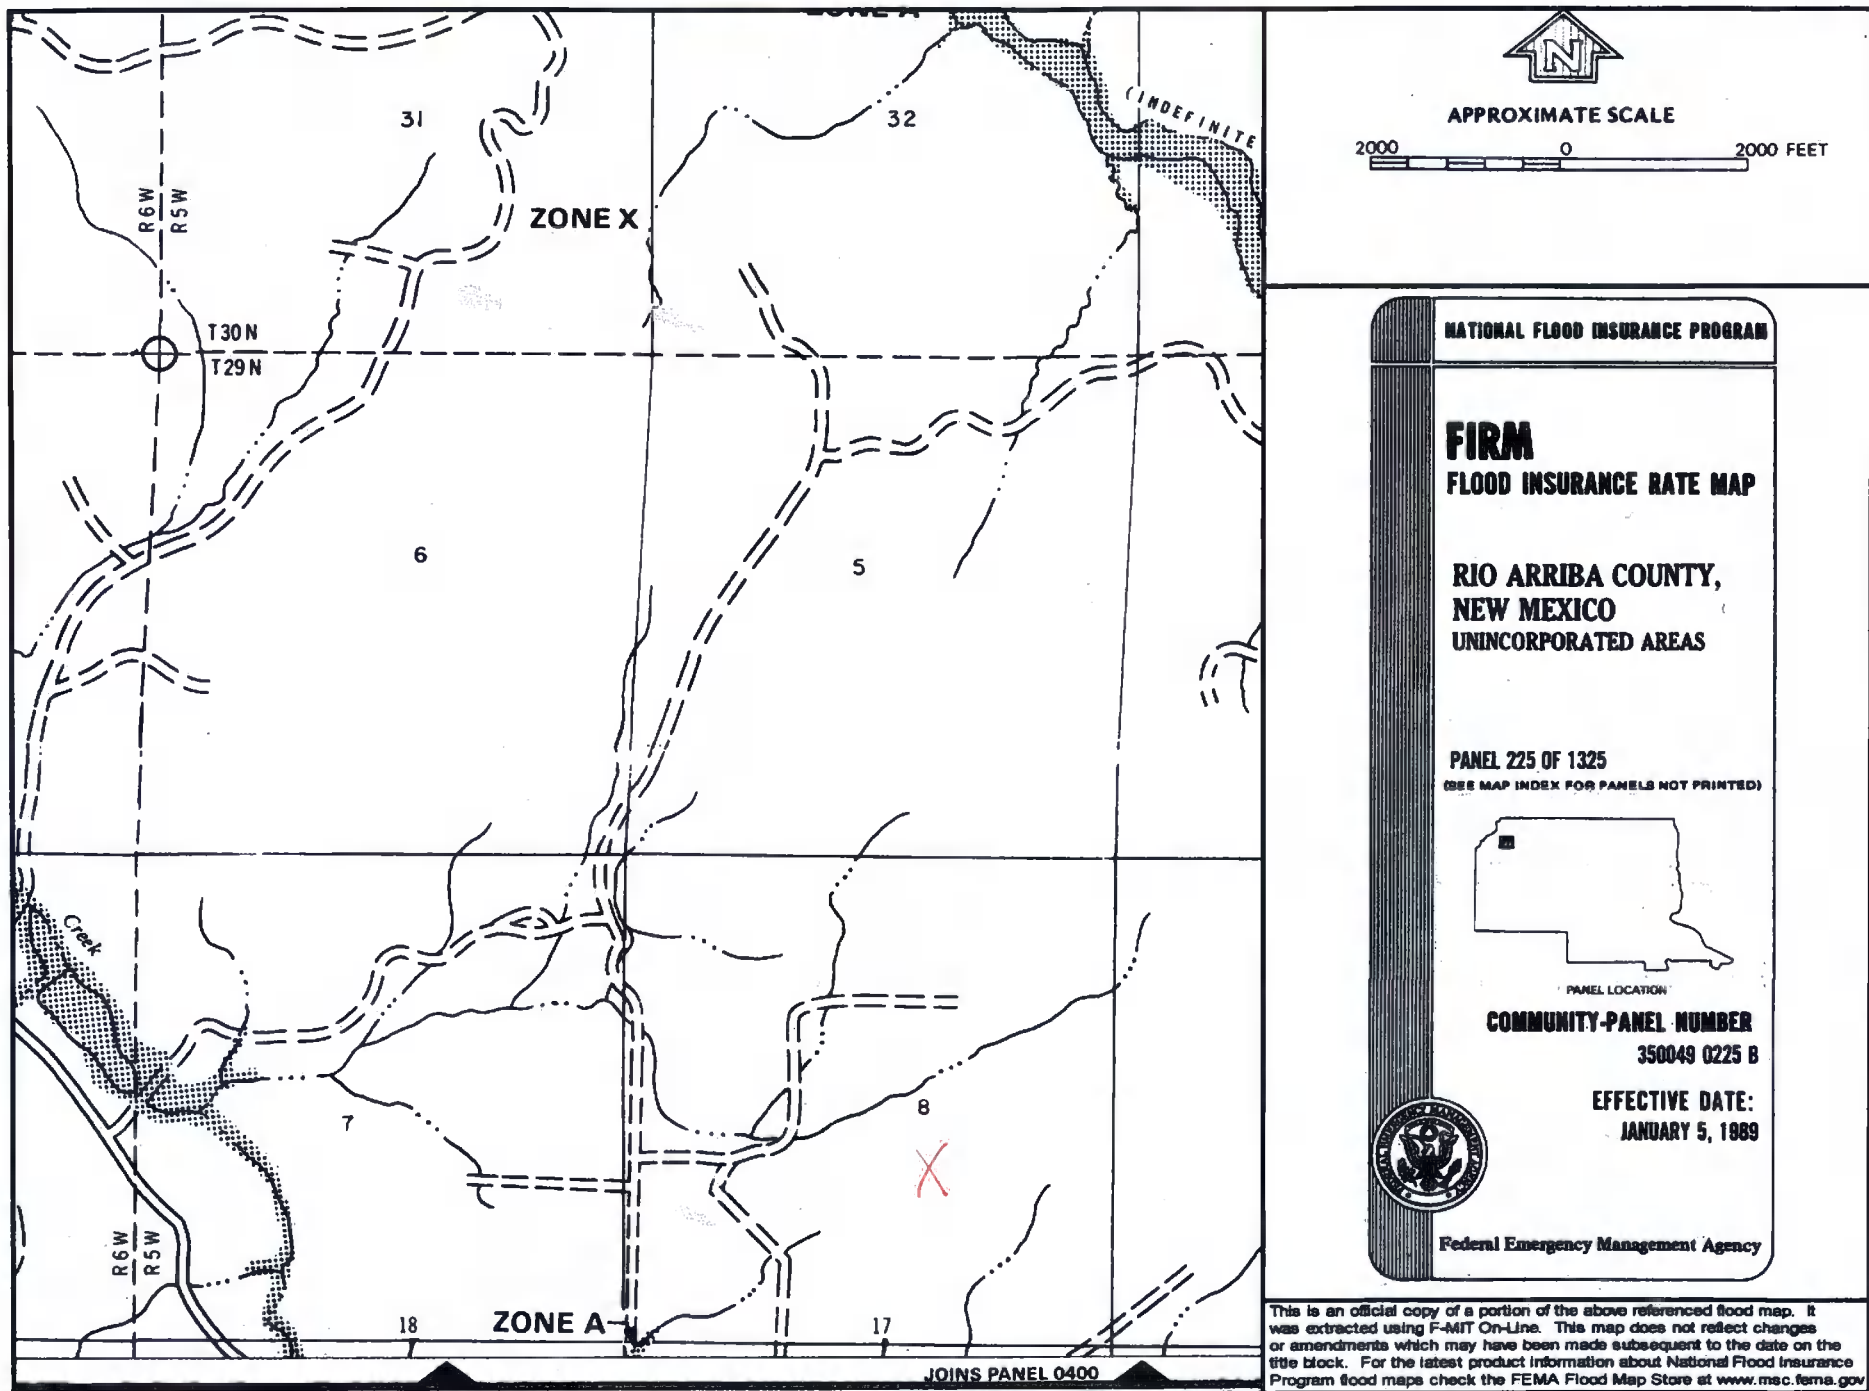 ZONE A
31
32
(INDEFINITE
R6W
R5W
ZONE X
T30N
T29N
6
5
Creek
7
8
X
R6W
R5W
18
ZONE A
17
JOINS PANEL 0400
N
APPROXIMATE SCALE
2000 0 2000 FEET
NATIONAL FLOOD INSURANCE PROGRAM
FIRM
FLOOD INSURANCE RATE MAP
RIO ARRIBA COUNTY,
NEW MEXICO
UNINCORPORATED AREAS
PANEL 225 OF 1325
(SEE MAP INDEX FOR PANELS NOT PRINTED)
PANEL LOCATION
COMMUNITY-PANEL NUMBER
350049 0225 B
EFFECTIVE DATE:
JANUARY 5, 1989
Federal Emergency Management Agency
This is an official copy of a portion of the above referenced flood map. It
was extracted using F-MIT On-Line. This map does not reflect changes
or amendments which may have been made subsequent to the date on the
title block. For the latest product information about National Flood Insurance
Program flood maps check the FEMA Flood Map Store at www.msc.fema.gov